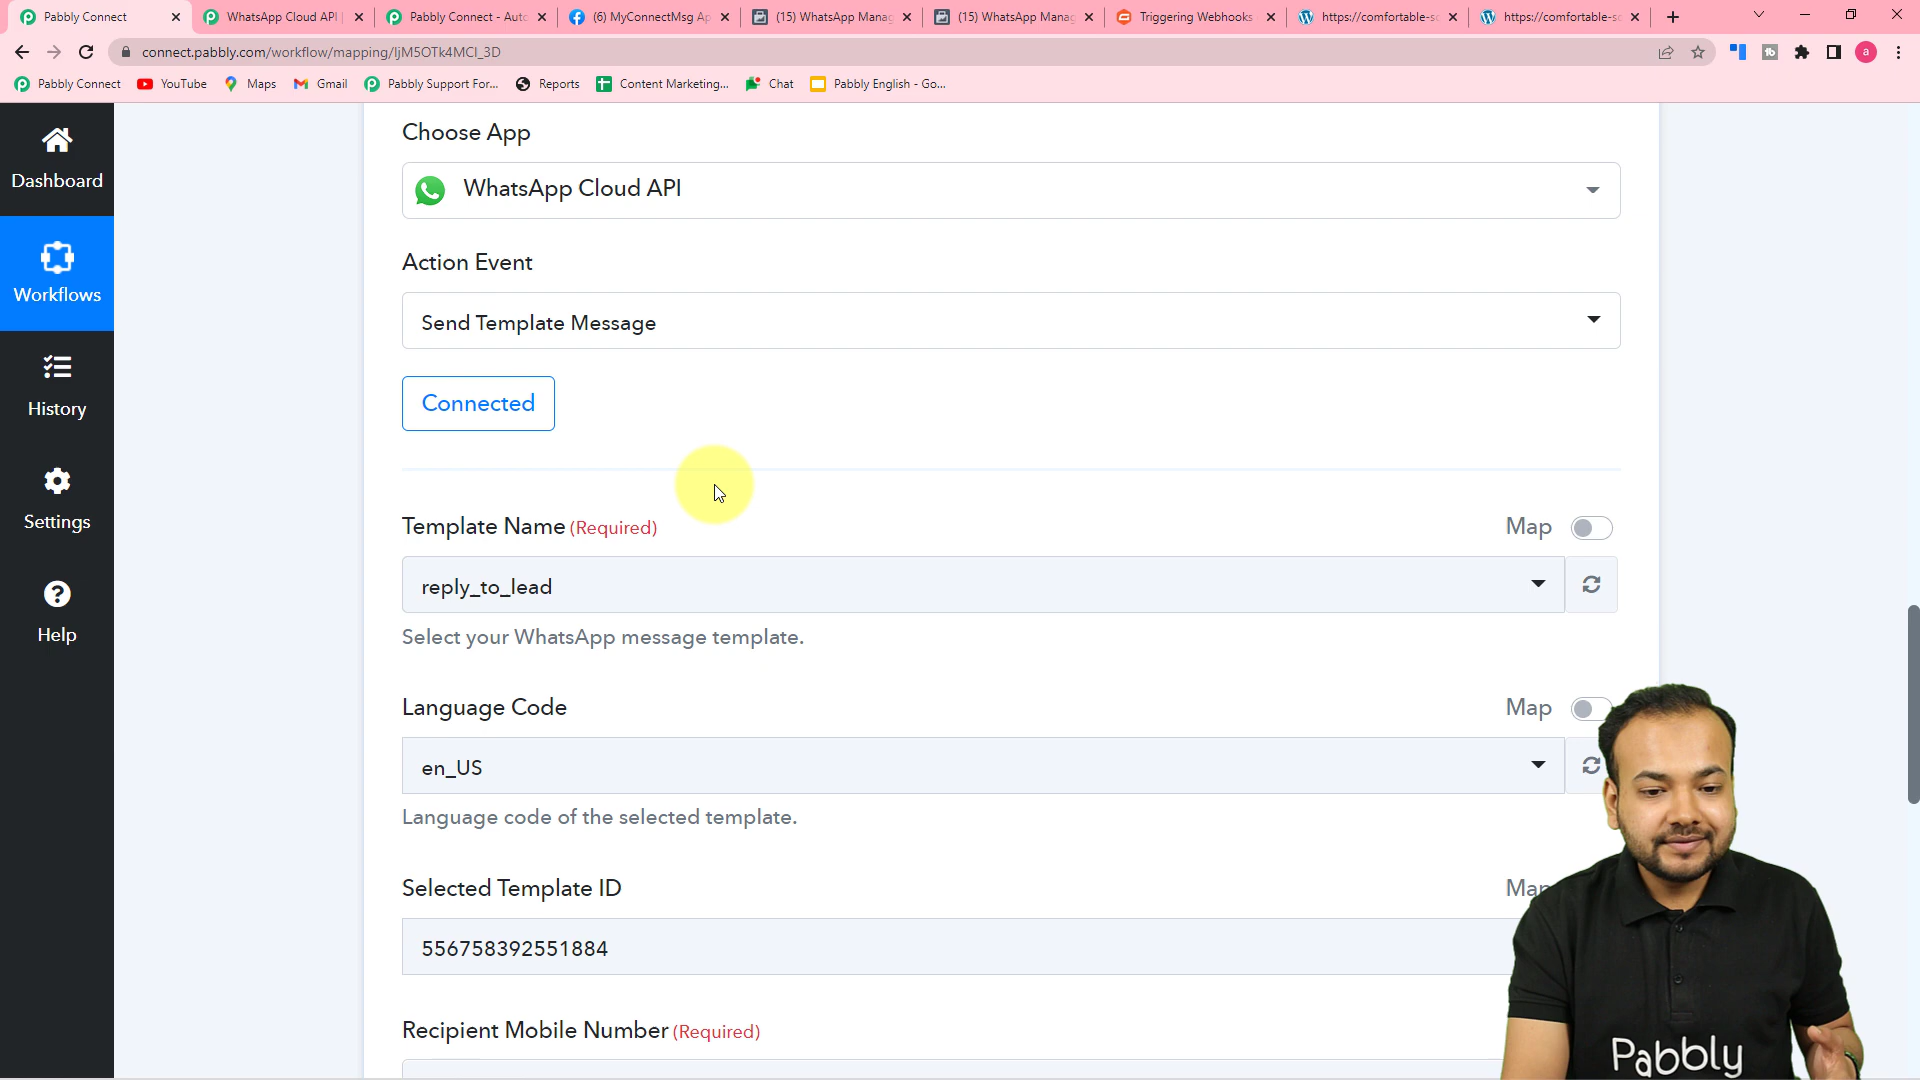 Pabbly Connect
WhatsApp Cloud API
Pabbly Connect - Aut
(6) MyConnectMsg Ap
(15) WhatsApp Manag
(15) WhatsApp Manag
Triggering Webhooks
https://comfortable-sc
https://comfortable-sc
connect.pabbly.com/workflow/mapping/
a
Pabbly Connect
YouTube
Maps
Gmail
Pabbly Support For...
Reports
Content Marketing...
Chat
Pabbly English - Go...
Dashboard
Workflows
History
Settings
Help
Choose App
WhatsApp Cloud API
Action Event
Send Template Message
Connected
Template Name (Required)
Map
reply_to_lead
Select your WhatsApp message template.
Language Code
Map
en_US
Language code of the selected template.
Selected Template ID
Map
556758392551884
Recipient Mobile Number (Required)
Pabbly